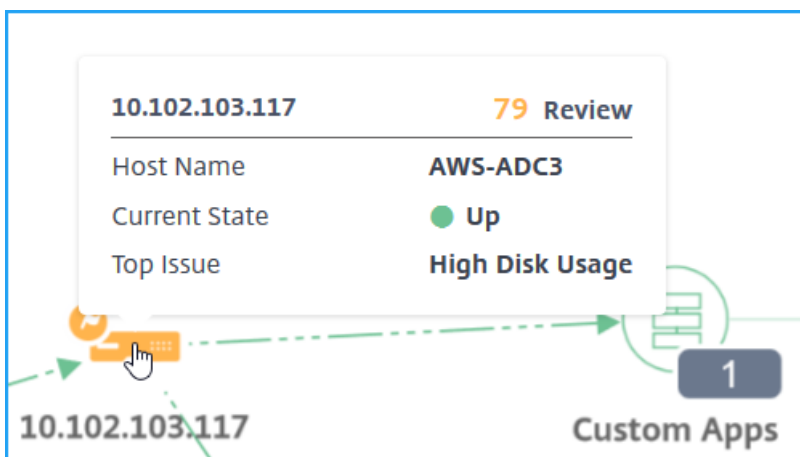 10.102.103.117 79 Review
Host Name AWS-ADC3
Current State Up
Top Issue High Disk Usage
1
10.102.103.117 Custom Apps